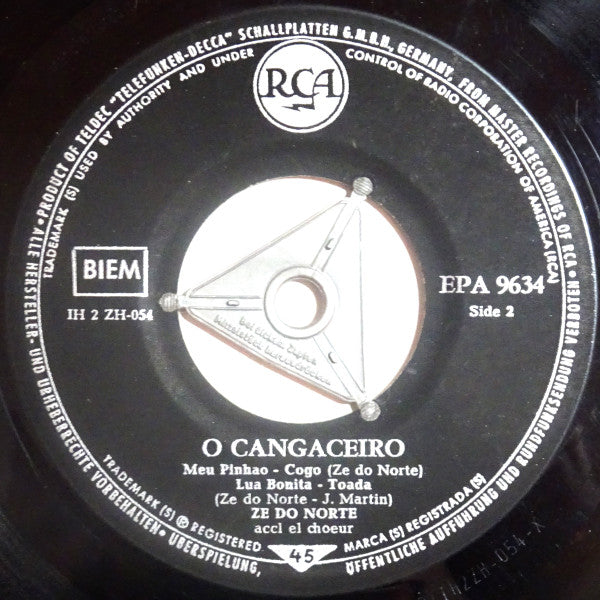 PRODUCT OF TELDEC "TELEFUNKEN-DECCA" SCHALLPLATTEN G.M.B.H., GERMANY, FROM MASTER RECORDINGS OF RCA
TRADEMARK (S) USED BY AUTHORITY AND UNDER CONTROL OF RADIO CORPORATION OF AMERICA (RCA)
RCA
BIEM
IH 2 ZH-054
EPA 9634
Side 2
O CANGACEIRO
Meu Pinhao - Cogo (Ze do Norte)
Lua Bonita - Toada
(Ze do Norte - J. Martin)
ZE DO NORTE
accl el choeur
TRADEMARK (S) ® REGISTERED
45
MARCA (S) REGISTRADA (S)
ALLE HERSTELLER- UND URHEBERRECHTE VORBEHALTEN · ÜBERSPIELUNG, ÖFFENTLICHE AUFFÜHRUNG UND RUNDFUNKSENDUNG VERBOTEN